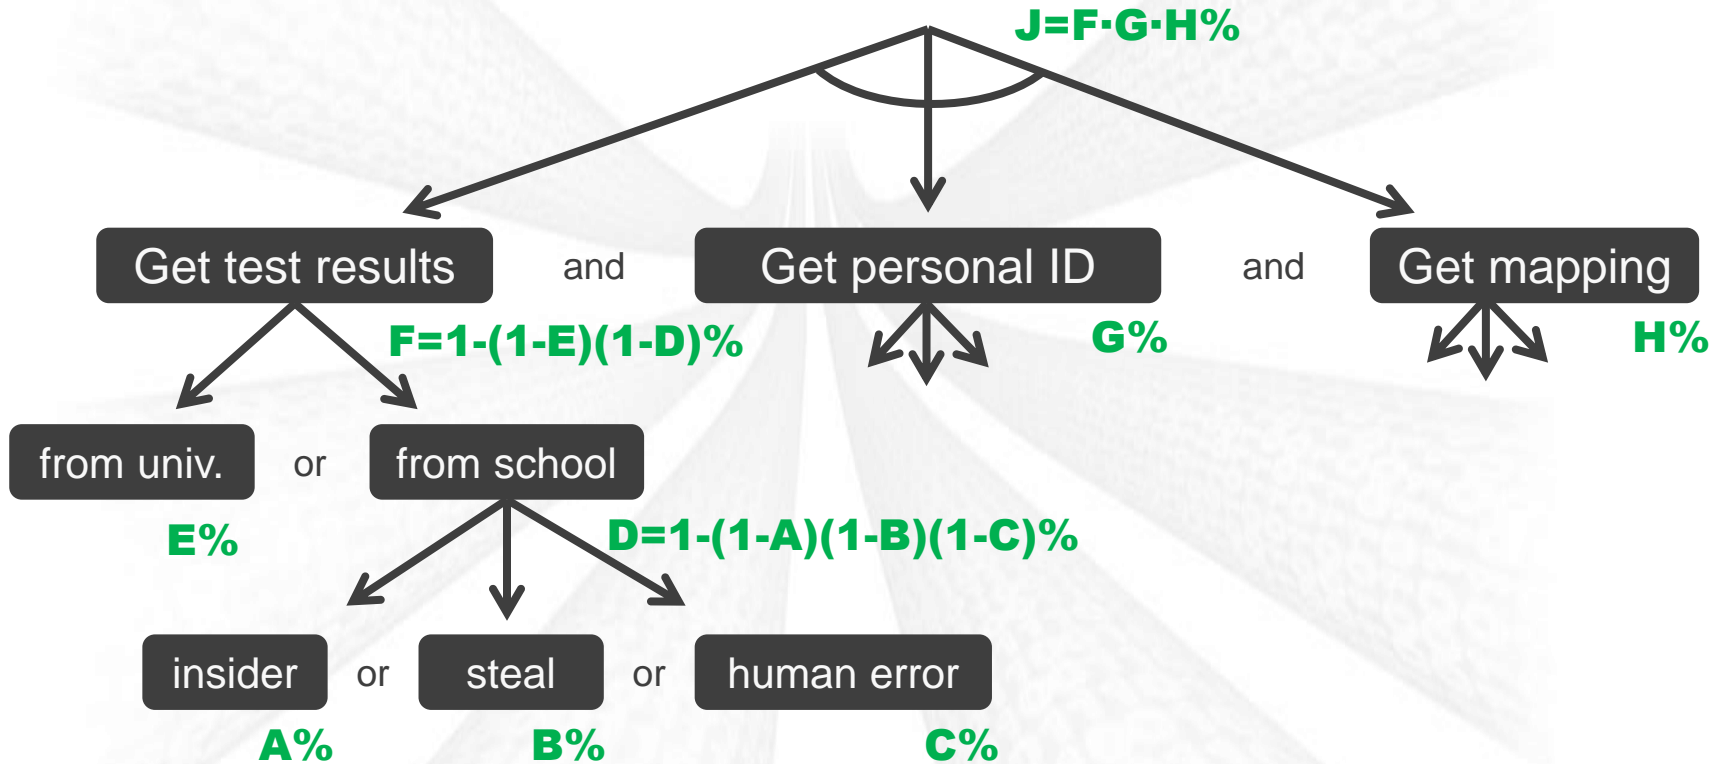 J=F·G·H%
Get test results and Get personal ID and Get mapping
F=1-(1-E)(1-D)% G% H%
from univ. or from school
E% D=1-(1-A)(1-B)(1-C)%
insider or steal or human error
A% B% C%